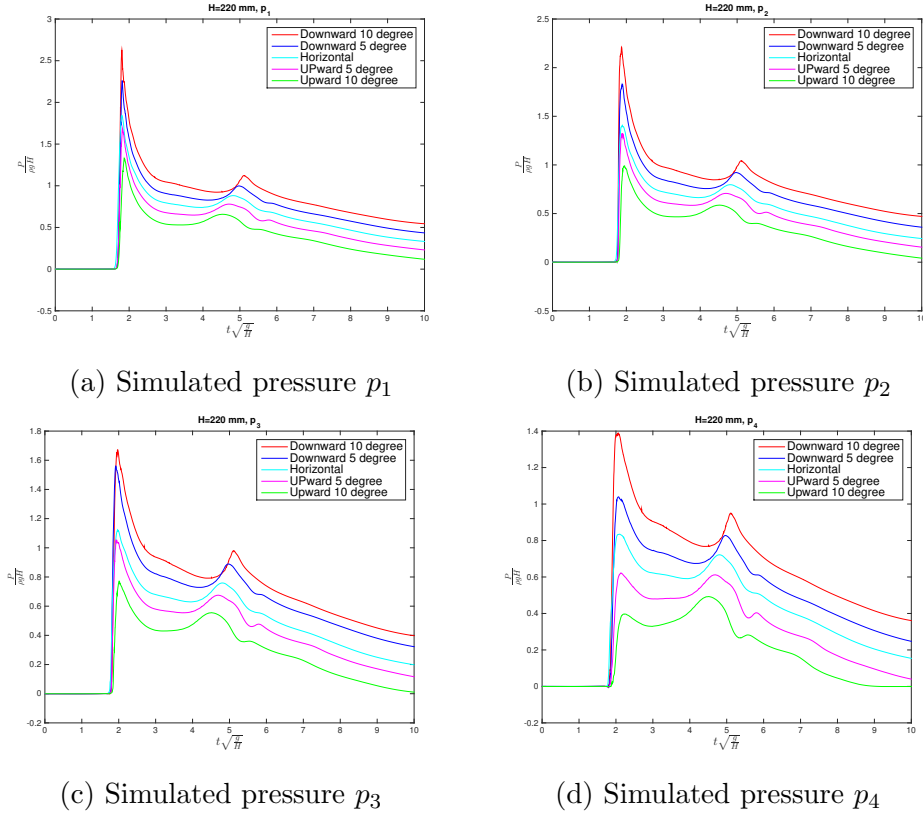 H=220 mm, p1
3
2.5
2
1.5
1
0.5
0
-0.5
P/ρgH
Downward 10 degree
Downward 5 degree
Horizontal
UPward 5 degree
Upward 10 degree
0 1 2 3 4 5 6 7 8 9 10
t√g/H
(a) Simulated pressure p1
H=220 mm, p2
2.5
2
1.5
1
0.5
0
-0.5
P/ρgH
Downward 10 degree
Downward 5 degree
Horizontal
UPward 5 degree
Upward 10 degree
0 1 2 3 4 5 6 7 8 9 10
t√g/H
(b) Simulated pressure p2
H=220 mm, p3
1.8
1.6
1.4
1.2
1
0.8
0.6
0.4
0.2
0
-0.2
P/ρgH
Downward 10 degree
Downward 5 degree
Horizontal
UPward 5 degree
Upward 10 degree
0 1 2 3 4 5 6 7 8 9 10
t√g/H
(c) Simulated pressure p3
H=220 mm, p4
1.4
1.2
1
0.8
0.6
0.4
0.2
0
-0.2
P/ρgH
Downward 10 degree
Downward 5 degree
Horizontal
UPward 5 degree
Upward 10 degree
0 1 2 3 4 5 6 7 8 9 10
t√g/H
(d) Simulated pressure p4